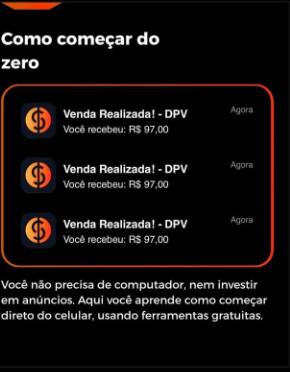 Como começar do
zero
Venda Realizada! - DPV
Agora
Você recebeu: R$ 97,00
Venda Realizada! - DPV
Agora
Você recebeu: R$ 97,00
Venda Realizada! - DPV
Agora
Você recebeu: R$ 97,00
Você não precisa de computador, nem investir
em anúncios. Aqui você aprende como começar
direto do celular, usando ferramentas gratuitas.